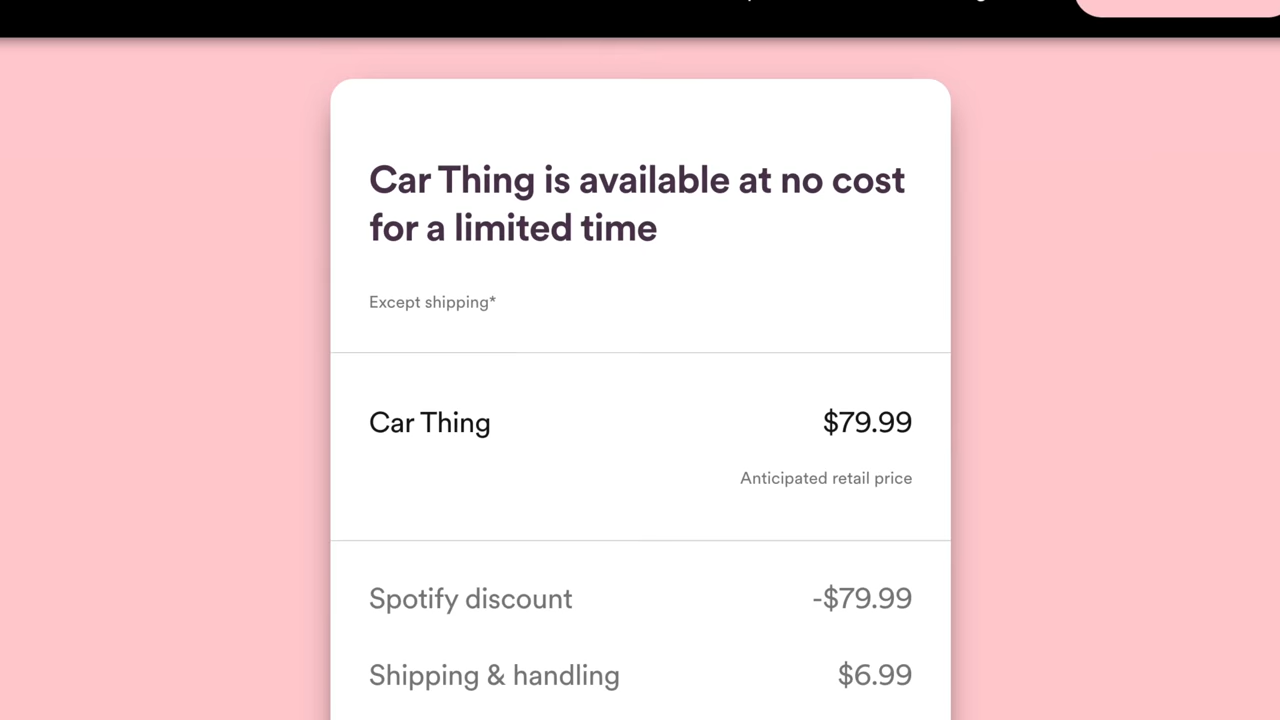 Car Thing is available at no cost
for a limited time
Except shipping*
Car Thing $79.99
Anticipated retail price
Spotify discount -$79.99
Shipping & handling $6.99